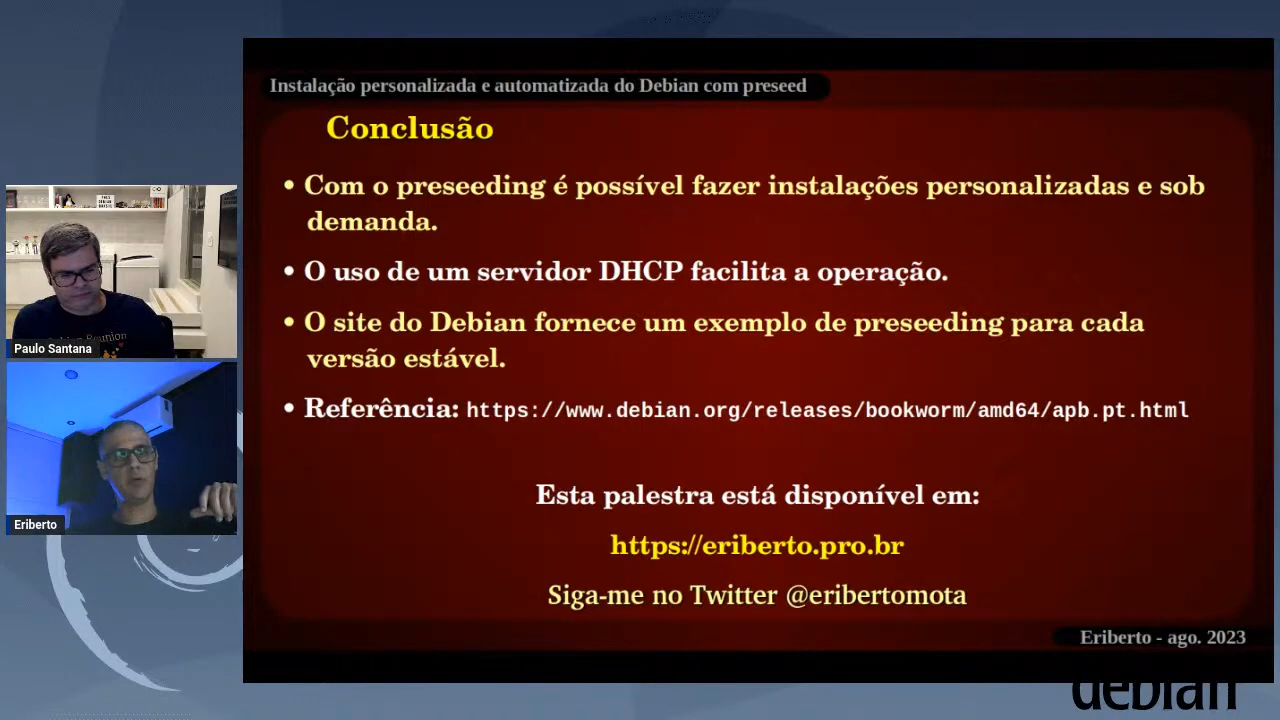 Instalação personalizada e automatizada do Debian com preseed
Conclusão
• Com o preseeding é possível fazer instalações personalizadas e sob
demanda.
• O uso de um servidor DHCP facilita a operação.
• O site do Debian fornece um exemplo de preseeding para cada
versão estável.
• Referência: https://www.debian.org/releases/bookworm/amd64/apb.pt.html
Esta palestra está disponível em:
https://eriberto.pro.br
Siga-me no Twitter @eribertomota
Eriberto - ago. 2023
Paulo Santana
Eriberto
debian